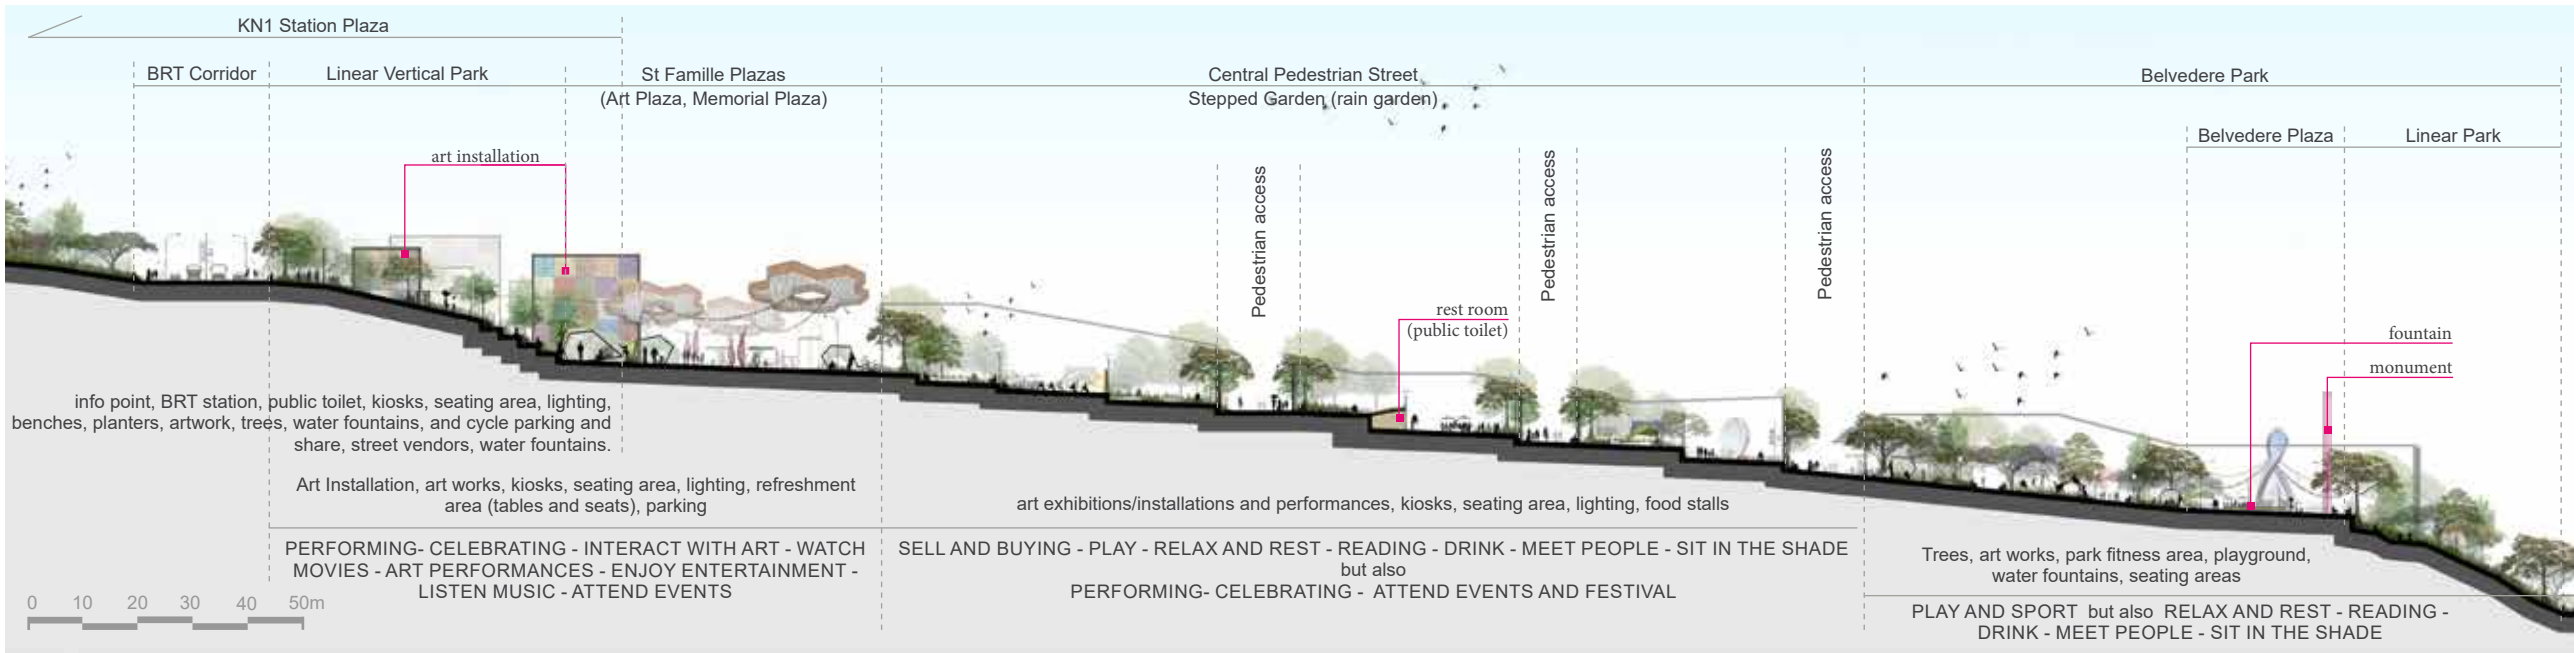 KN1 Station Plaza
BRT Corridor
Linear Vertical Park
St Famille Plazas
(Art Plaza, Memorial Plaza)
Central Pedestrian Street
Stepped Garden (rain garden)
Belvedere Park
Belvedere Plaza
Linear Park
art installation
Pedestrian access
Pedestrian access
Pedestrian access
rest room
(public toilet)
fountain
monument
info point, BRT station, public toilet, kiosks, seating area, lighting,
benches, planters, artwork, trees, water fountains, and cycle parking and
share, street vendors, water fountains.
Art Installation, art works, kiosks, seating area, lighting, refreshment
area (tables and seats), parking
art exhibitions/installations and performances, kiosks, seating area, lighting, food stalls
PERFORMING- CELEBRATING - INTERACT WITH ART - WATCH
MOVIES - ART PERFORMANCES - ENJOY ENTERTAINMENT -
LISTEN MUSIC - ATTEND EVENTS
SELL AND BUYING - PLAY - RELAX AND REST - READING - DRINK - MEET PEOPLE - SIT IN THE SHADE
but also
PERFORMING- CELEBRATING - ATTEND EVENTS AND FESTIVAL
Trees, art works, park fitness area, playground,
water fountains, seating areas
PLAY AND SPORT but also RELAX AND REST - READING -
DRINK - MEET PEOPLE - SIT IN THE SHADE
0 10 20 30 40 50m